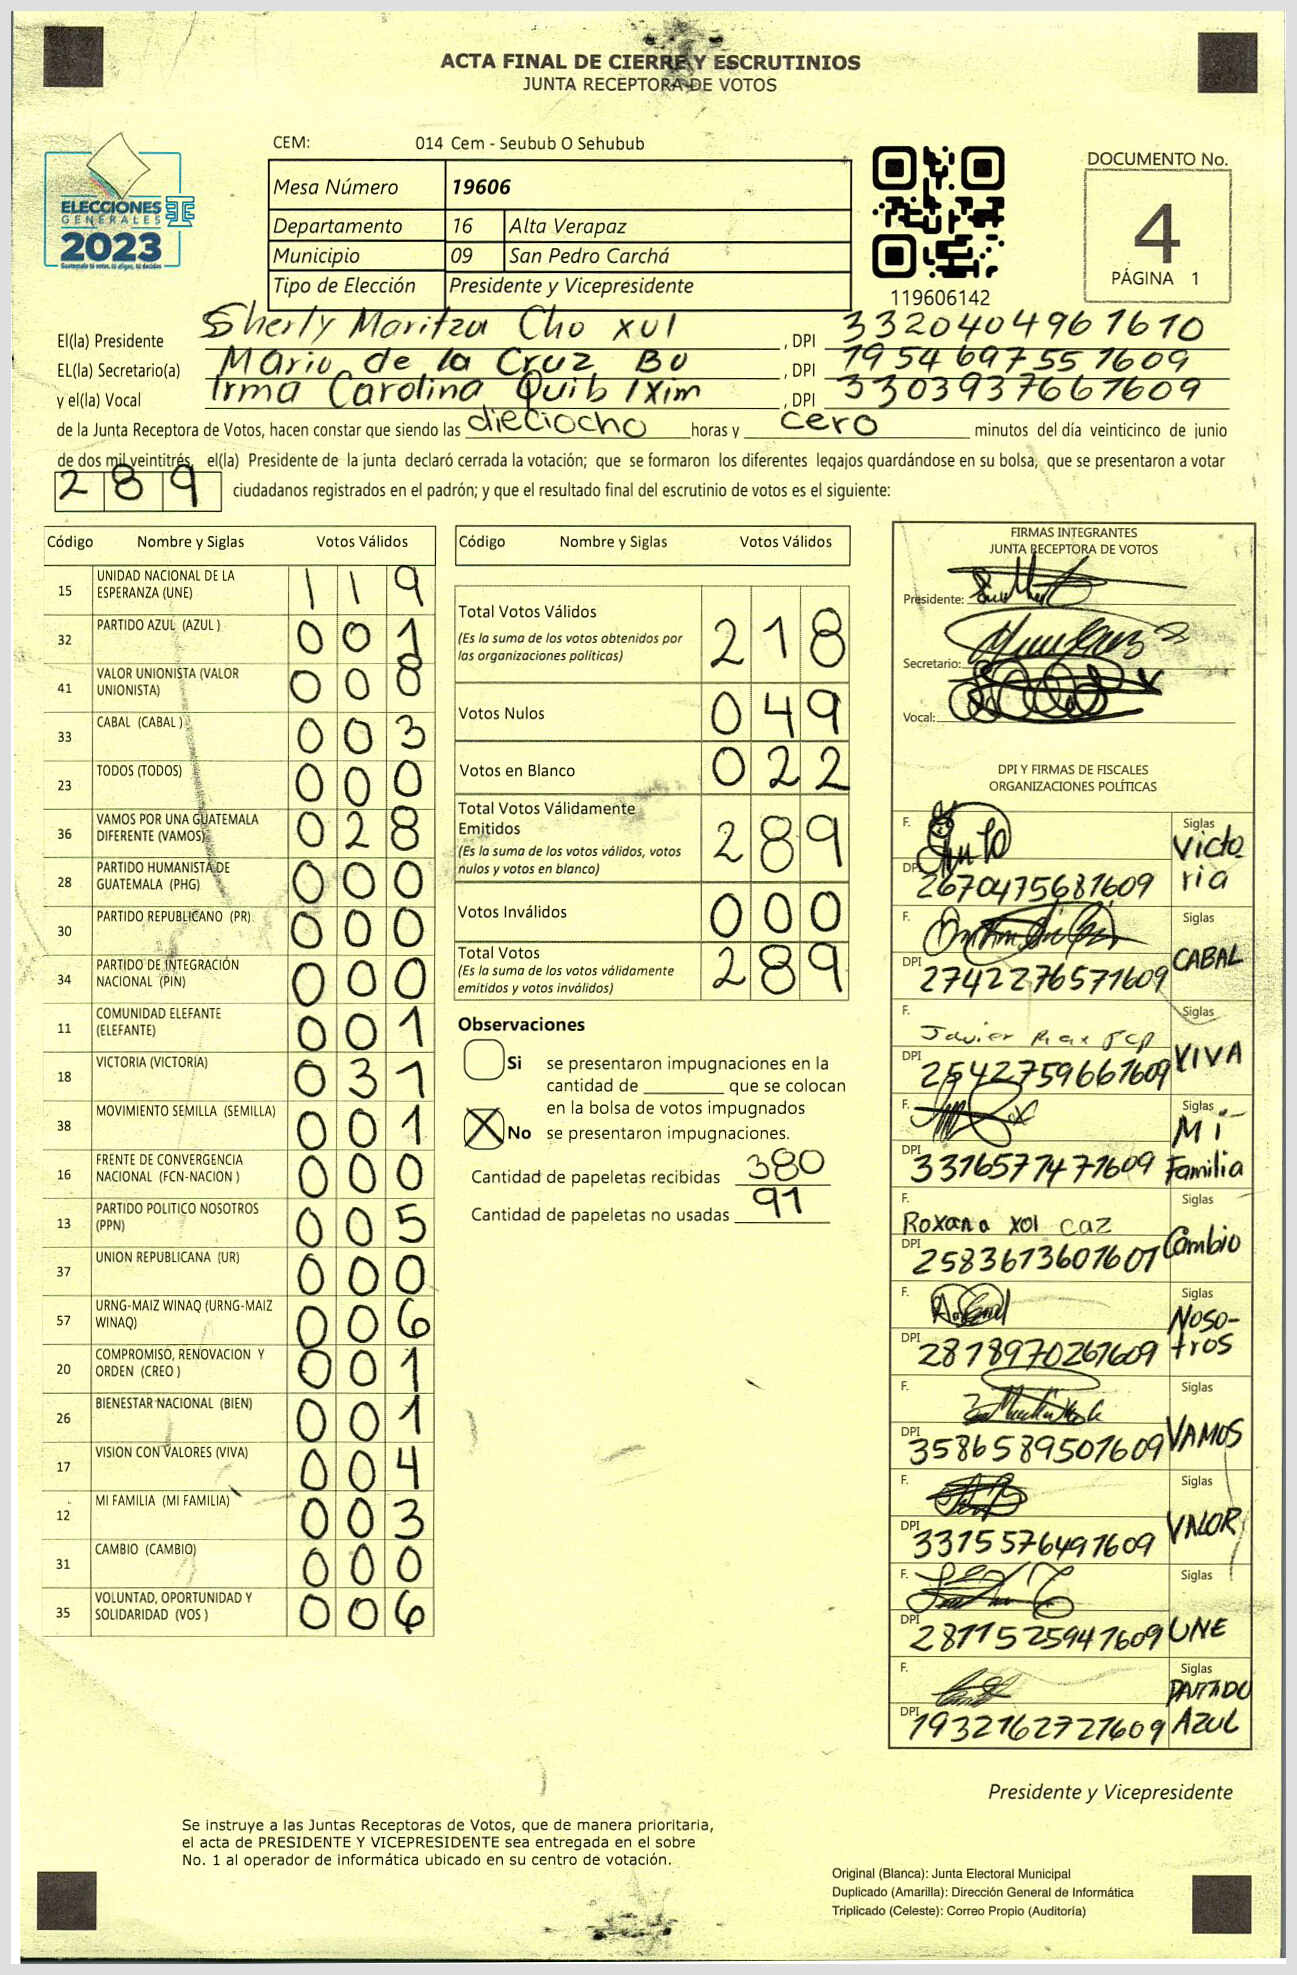 ACTA FINAL DE CIERRE Y ESCRUTINIOS
JUNTA RECEPTORA DE VOTOS
CEM: 014 Cem - Seubub O Sehubub
Mesa Número 19606
Departamento 16 Alta Verapaz
Municipio 09 San Pedro Carchá
Tipo de Elección Presidente y Vicepresidente
ELECCIONES
GENERALES
2023
Guatemala tú votas, tú eliges, tú decides
119606142
DOCUMENTO No.
4
PÁGINA 1
El(la) Presidente Sherly Maritza Cho xul , DPI 3320404961610
EL(la) Secretario(a) Mario de la Cruz Bo , DPI 1954697551609
y el(la) Vocal Irma Carolina Quib Ixim , DPI 3303937661609
de la Junta Receptora de Votos, hacen constar que siendo las dieciocho horas y cero minutos del día veinticinco de junio
de dos mil veintitrés, el(la) Presidente de la junta declaró cerrada la votación; que se formaron los diferentes legajos guardándose en su bolsa, que se presentaron a votar
289 ciudadanos registrados en el padrón; y que el resultado final del escrutinio de votos es el siguiente:
Código Nombre y Siglas Votos Válidos
15 UNIDAD NACIONAL DE LA ESPERANZA (UNE) 119
32 PARTIDO AZUL (AZUL ) 001
41 VALOR UNIONISTA (VALOR UNIONISTA) 008
33 CABAL (CABAL ) 003
23 TODOS (TODOS) 000
36 VAMOS POR UNA GUATEMALA DIFERENTE (VAMOS) 028
28 PARTIDO HUMANISTA DE GUATEMALA (PHG) 000
30 PARTIDO REPUBLICANO (PR) 000
34 PARTIDO DE INTEGRACIÓN NACIONAL (PIN) 000
11 COMUNIDAD ELEFANTE (ELEFANTE) 001
18 VICTORIA (VICTORIA) 031
38 MOVIMIENTO SEMILLA (SEMILLA) 001
16 FRENTE DE CONVERGENCIA NACIONAL (FCN-NACION ) 000
13 PARTIDO POLITICO NOSOTROS (PPN) 005
37 UNION REPUBLICANA (UR) 000
57 URNG-MAIZ WINAQ (URNG-MAIZ WINAQ) 006
20 COMPROMISO, RENOVACION Y ORDEN (CREO ) 001
26 BIENESTAR NACIONAL (BIEN) 001
17 VISION CON VALORES (VIVA) 004
12 MI FAMILIA (MI FAMILIA) 003
31 CAMBIO (CAMBIO) 000
35 VOLUNTAD, OPORTUNIDAD Y SOLIDARIDAD (VOS ) 006
Código Nombre y Siglas Votos Válidos
Total Votos Válidos 218
(Es la suma de los votos obtenidos por
las organizaciones políticas)
Votos Nulos 049
Votos en Blanco 022
Total Votos Válidamente
Emitidos 289
(Es la suma de los votos válidos, votos
nulos y votos en blanco)
Votos Inválidos 000
Total Votos 289
(Es la suma de los votos válidamente
emitidos y votos inválidos)
Observaciones
Si se presentaron impugnaciones en la
cantidad de ________ que se colocan
en la bolsa de votos impugnados
No se presentaron impugnaciones.
Cantidad de papeletas recibidas 380
Cantidad de papeletas no usadas 91
FIRMAS INTEGRANTES
JUNTA RECEPTORA DE VOTOS
Presidente:
Secretario:
Vocal:
DPI Y FIRMAS DE FISCALES
ORGANIZACIONES POLÍTICAS
F. Siglas Victoria
DPI 2670475681609
F. Siglas CABAL
DPI 2742276571609
F. Javier Siglas VIVA
DPI 2542759661609
F. Siglas Mi Familia
DPI 3316571471609
F. Roxana xol caz Siglas Cambio
DPI 2583673601601
F. Siglas Noso-tros
DPI 2818970261609
F. Siglas VAMOS
DPI 3586589501609
F. Siglas VALOR
DPI 3315576491609
F. Siglas UNE
DPI 2811525941609
F. Siglas PARTIDO AZUL
DPI 1932162721609
Presidente y Vicepresidente
Se instruye a las Juntas Receptoras de Votos, que de manera prioritaria,
el acta de PRESIDENTE Y VICEPRESIDENTE sea entregada en el sobre
No. 1 al operador de informática ubicado en su centro de votación.
Original (Blanca): Junta Electoral Municipal
Duplicado (Amarilla): Dirección General de Informática
Triplicado (Celeste): Correo Propio (Auditoría)